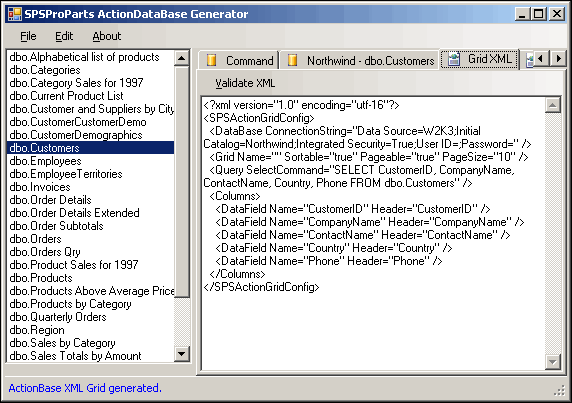 SPSProParts ActionDataBase Generator
File Edit About
dbo.Alphabetical list of products
dbo.Categories
dbo.Category Sales for 1997
dbo.Current Product List
dbo.Customer and Suppliers by City
dbo.CustomerCustomerDemo
dbo.CustomerDemographics
dbo.Customers
dbo.Employees
dbo.EmployeeTerritories
dbo.Invoices
dbo.Order Details
dbo.Order Details Extended
dbo.Order Subtotals
dbo.Orders
dbo.Orders Qry
dbo.Product Sales for 1997
dbo.Products
dbo.Products Above Average Price
dbo.Products by Category
dbo.Quarterly Orders
dbo.Region
dbo.Sales by Category
dbo.Sales Totals by Amount
Command Northwind - dbo.Customers Grid XML
Validate XML
<?xml version="1.0" encoding="utf-16"?>
<SPSActionGridConfig>
<DataBase ConnectionString="Data Source=W2K3;Initial
Catalog=Northwind;Integrated Security=True;User ID=;Password=" />
<Grid Name="" Sortable="true" Pageable="true" PageSize="10" />
<Query SelectCommand="SELECT CustomerID, CompanyName,
ContactName, Country, Phone FROM dbo.Customers" />
<Columns>
<DataField Name="CustomerID" Header="CustomerID" />
<DataField Name="CompanyName" Header="CompanyName" />
<DataField Name="ContactName" Header="ContactName" />
<DataField Name="Country" Header="Country" />
<DataField Name="Phone" Header="Phone" />
</Columns>
</SPSActionGridConfig>
ActionBase XML Grid generated.